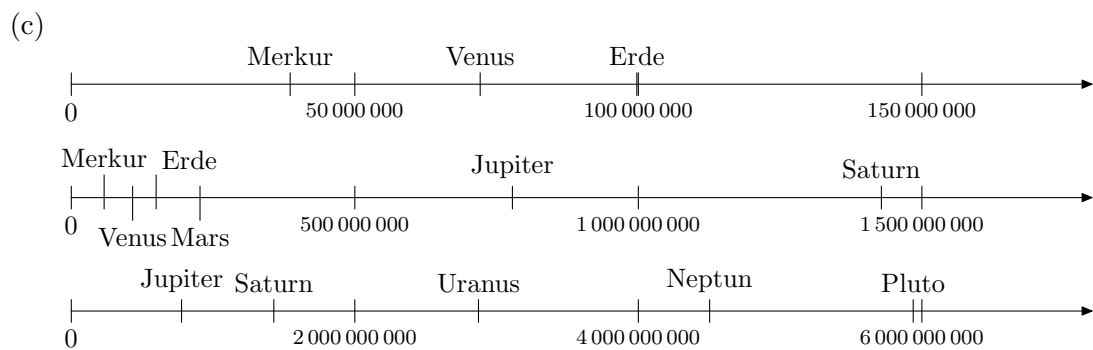 (c)
Merkur Venus Erde
0 50 000 000 100 000 000 150 000 000
Merkur Erde Jupiter Saturn
0 500 000 000 1 000 000 000 1 500 000 000
Venus Mars
Jupiter Saturn Uranus Neptun Pluto
0 2 000 000 000 4 000 000 000 6 000 000 000